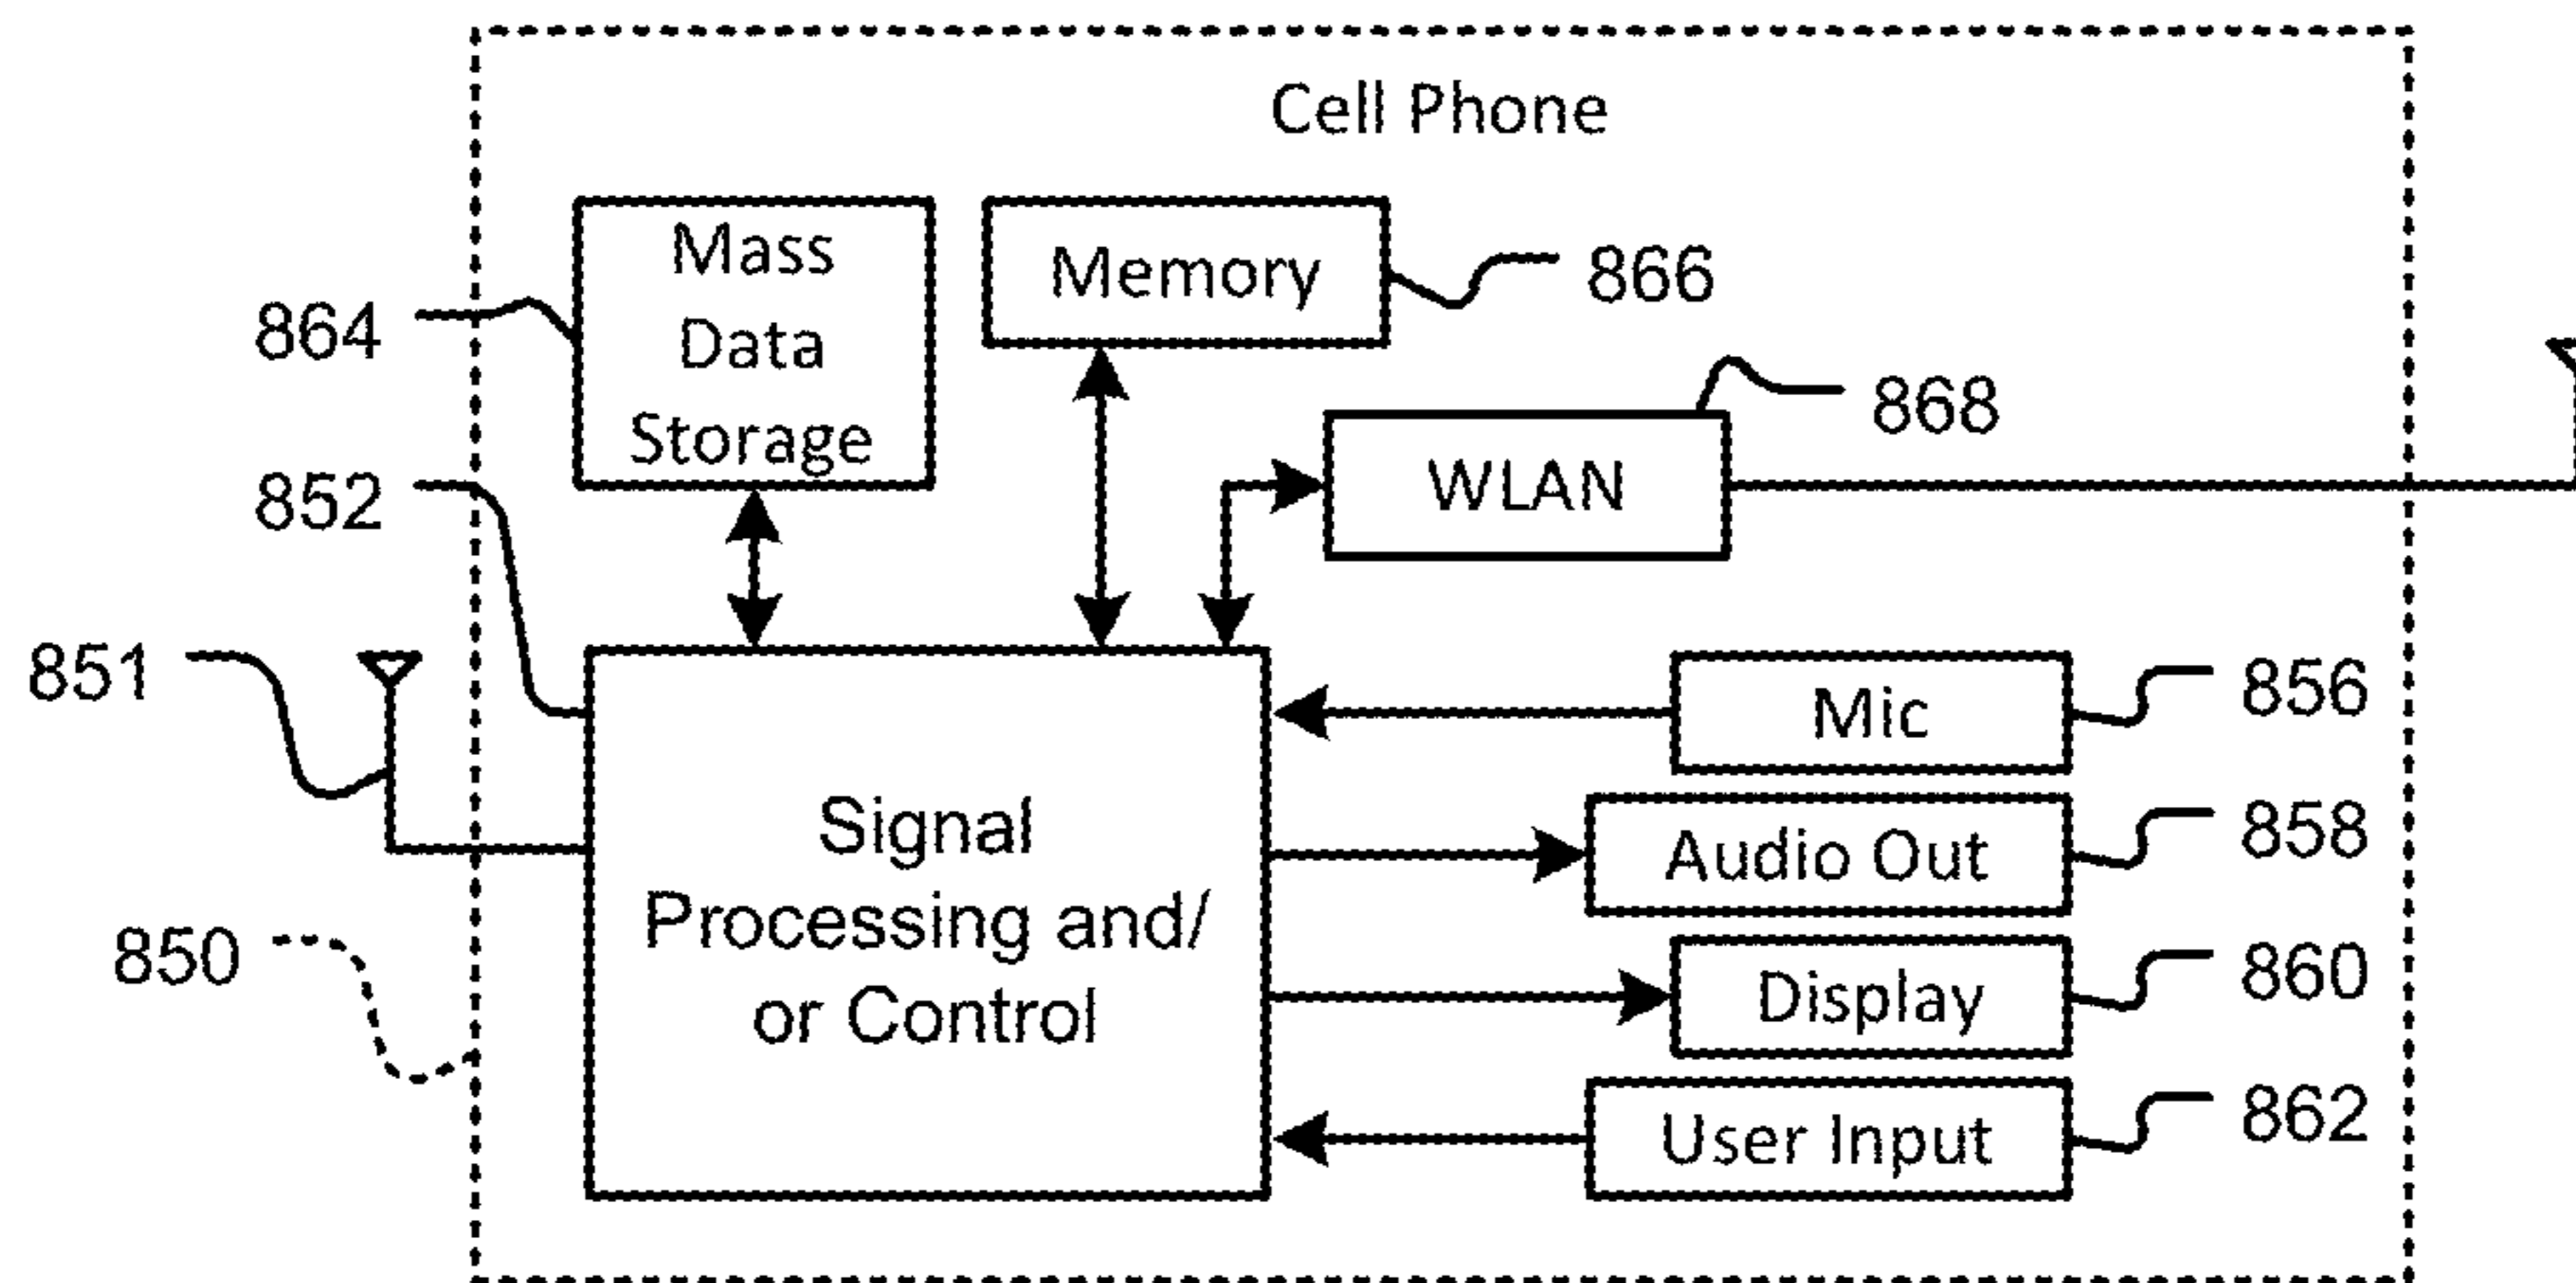 Cell Phone
Mass
Data
Storage
Memory
866
864
868
WLAN
852
851
Mic
856
Signal
Processing and/
or Control
Audio Out
858
850
Display
860
User Input
862